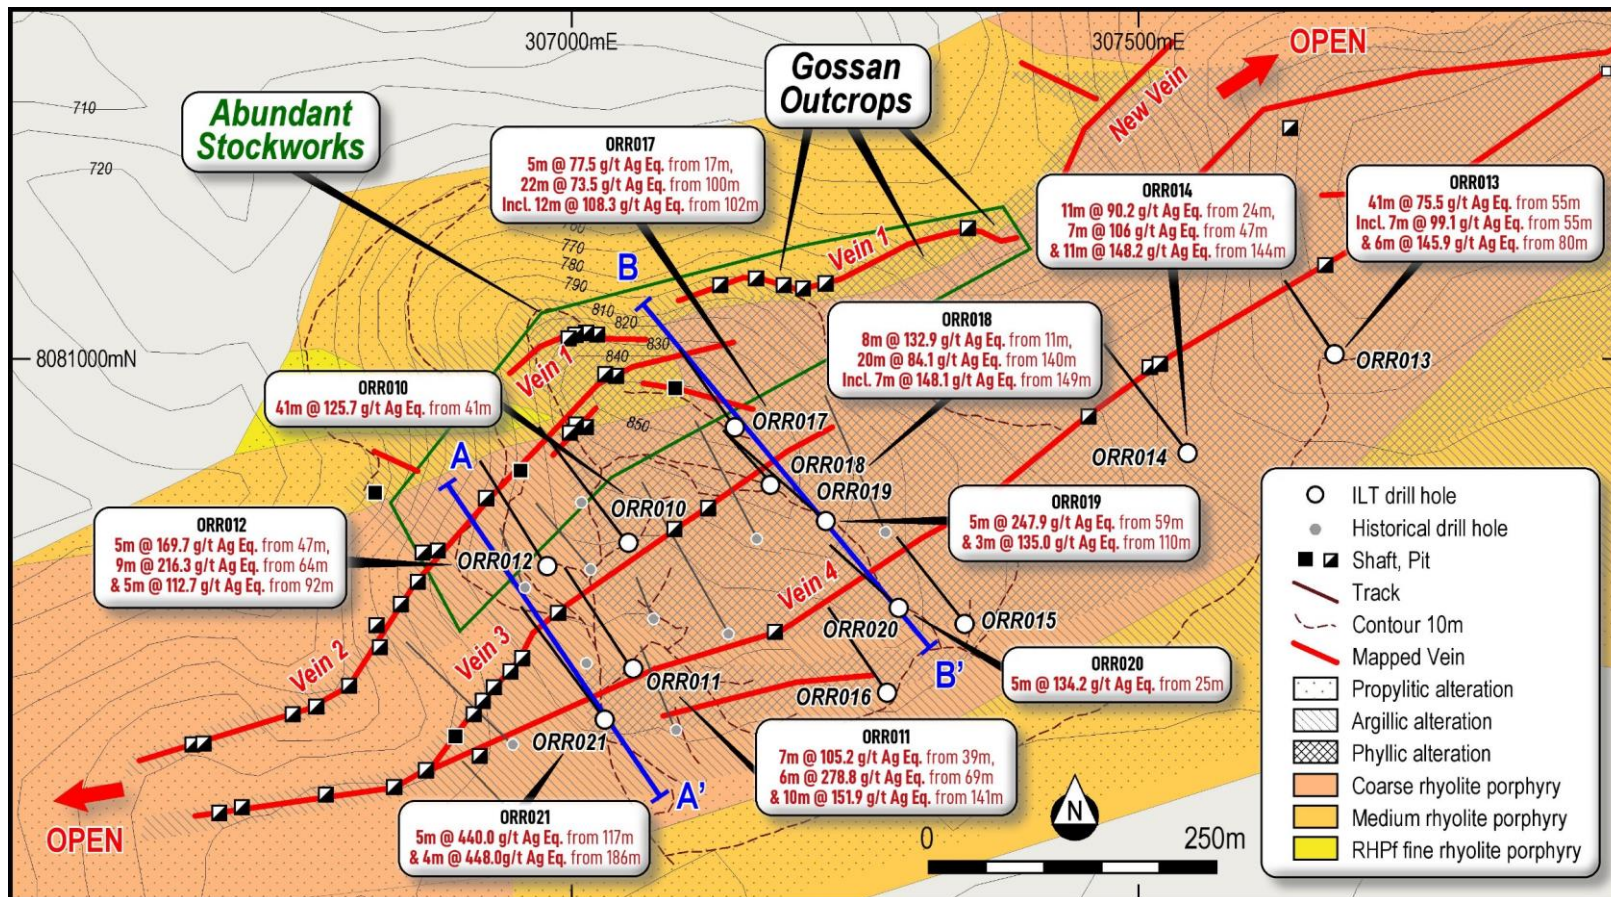 307000mE
307500mE
OPEN
New Vein
Gossan
Outcrops
710
720
Abundant
Stockworks
ORR017
5m @ 77.5 g/t Ag Eq. from 17m,
22m @ 73.5 g/t Ag Eq. from 100m
Incl. 12m @ 108.3 g/t Ag Eq. from 102m
ORR014
11m @ 90.2 g/t Ag Eq. from 24m,
7m @ 106 g/t Ag Eq. from 47m
& 11m @ 148.2 g/t Ag Eq. from 144m
ORR013
41m @ 75.5 g/t Ag Eq. from 55m
Incl. 7m @ 99.1 g/t Ag Eq. from 55m
& 6m @ 145.9 g/t Ag Eq. from 80m
770
780
790
810
820
830
840
850
B
Vein 1
Vein 1
8081000mN
ORR018
8m @ 132.9 g/t Ag Eq. from 11m,
20m @ 84.1 g/t Ag Eq. from 140m
Incl. 7m @ 148.1 g/t Ag Eq. from 149m
ORR013
ORR010
41m @ 125.7 g/t Ag Eq. from 41m
ORR017
A
ORR018
ORR014
ORR019
ORR010
ORR019
5m @ 247.9 g/t Ag Eq. from 59m
& 3m @ 135.0 g/t Ag Eq. from 110m
ORR012
5m @ 169.7 g/t Ag Eq. from 47m,
9m @ 216.3 g/t Ag Eq. from 64m
& 5m @ 112.7 g/t Ag Eq. from 92m
ORR012
Vein 4
ORR020
ORR015
Vein 2
Vein 3
ORR011
ORR016
B'
ORR020
5m @ 134.2 g/t Ag Eq. from 25m
ORR021
ORR011
7m @ 105.2 g/t Ag Eq. from 39m,
6m @ 278.8 g/t Ag Eq. from 69m
& 10m @ 151.9 g/t Ag Eq. from 141m
A'
OPEN
ORR021
5m @ 440.0 g/t Ag Eq. from 117m
& 4m @ 448.0g/t Ag Eq. from 186m
N
0
250m
ILT drill hole
Historical drill hole
Shaft, Pit
Track
Contour 10m
Mapped Vein
Propylitic alteration
Argillic alteration
Phyllic alteration
Coarse rhyolite porphyry
Medium rhyolite porphyry
RHPf fine rhyolite porphyry